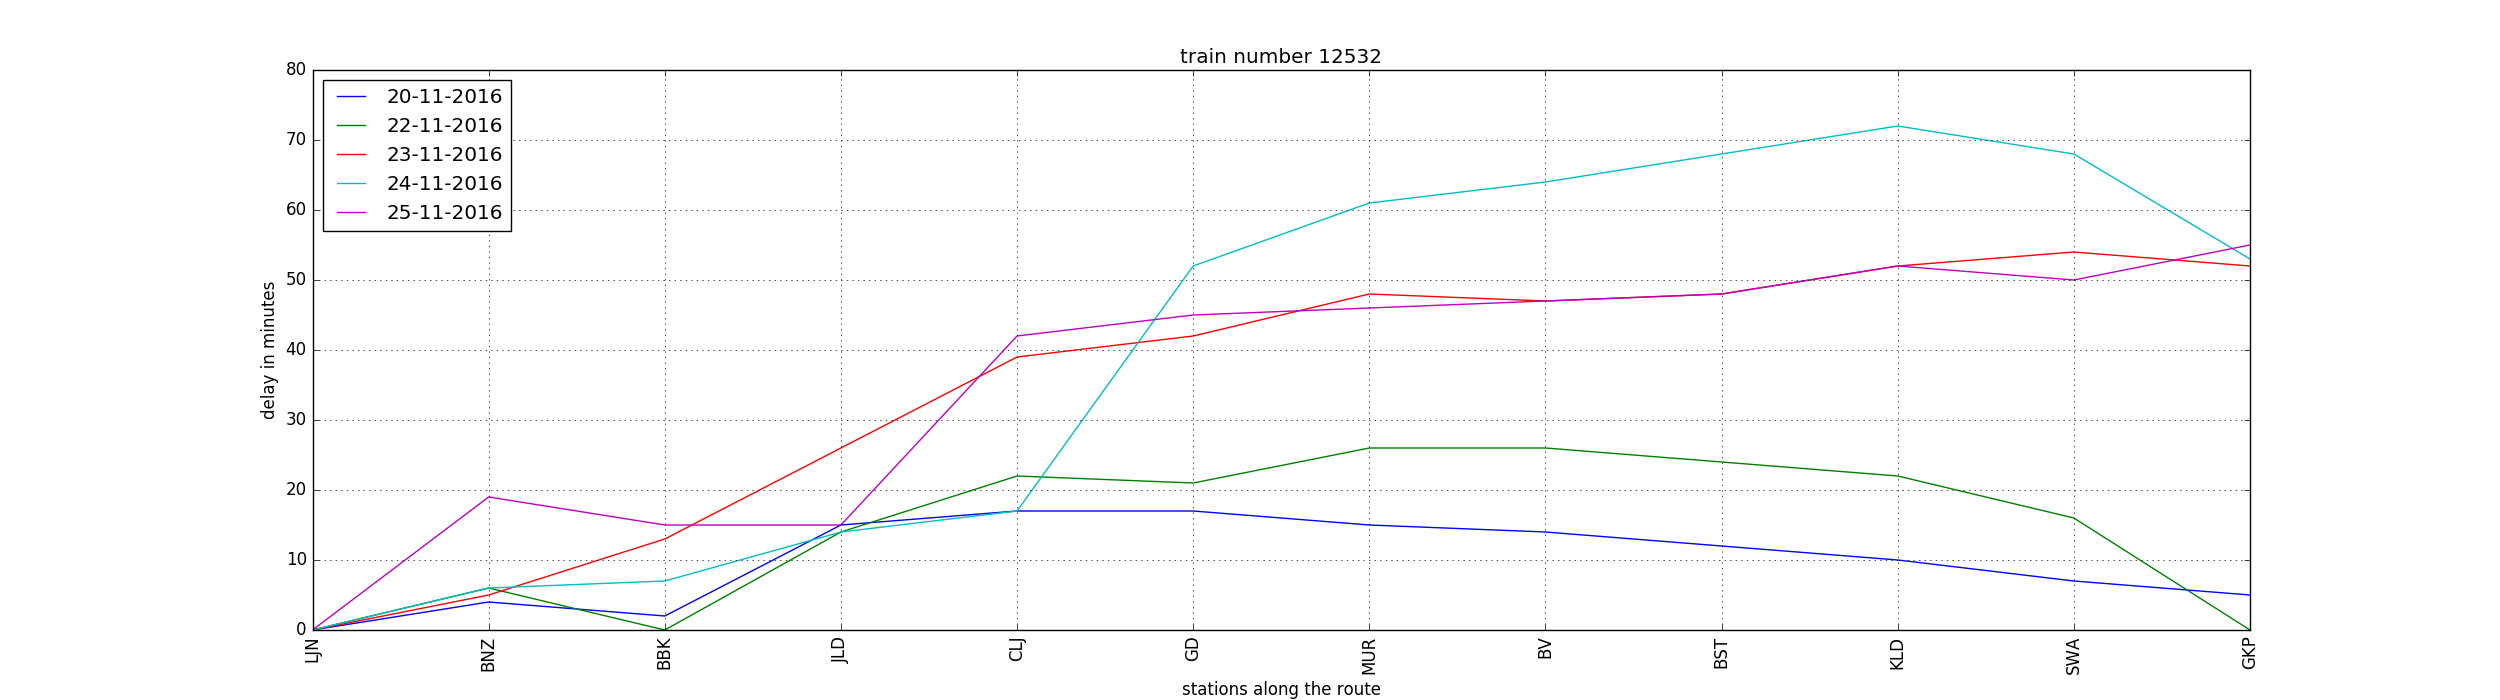 train number 12532
80
70
60
50
40
30
20
10
0
delay in minutes
20-11-2016
22-11-2016
23-11-2016
24-11-2016
25-11-2016
LJN
BNZ
BBK
JLD
CLJ
GD
MUR
BV
BST
KLD
SWA
GKP
stations along the route